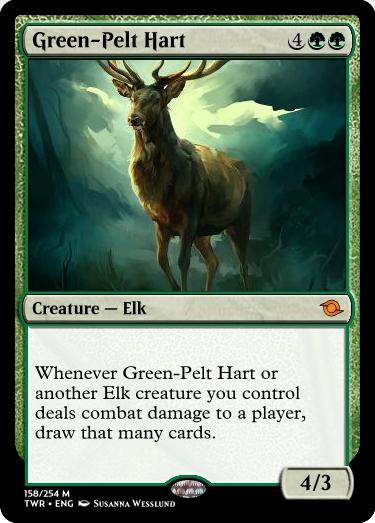 Green-Pelt Hart 4
Creature — Elk
Whenever Green-Pelt Hart or
another Elk creature you control
deals combat damage to a player,
draw that many cards.
4/3
158/254 M
TWR • ENG Susanna Wesslund